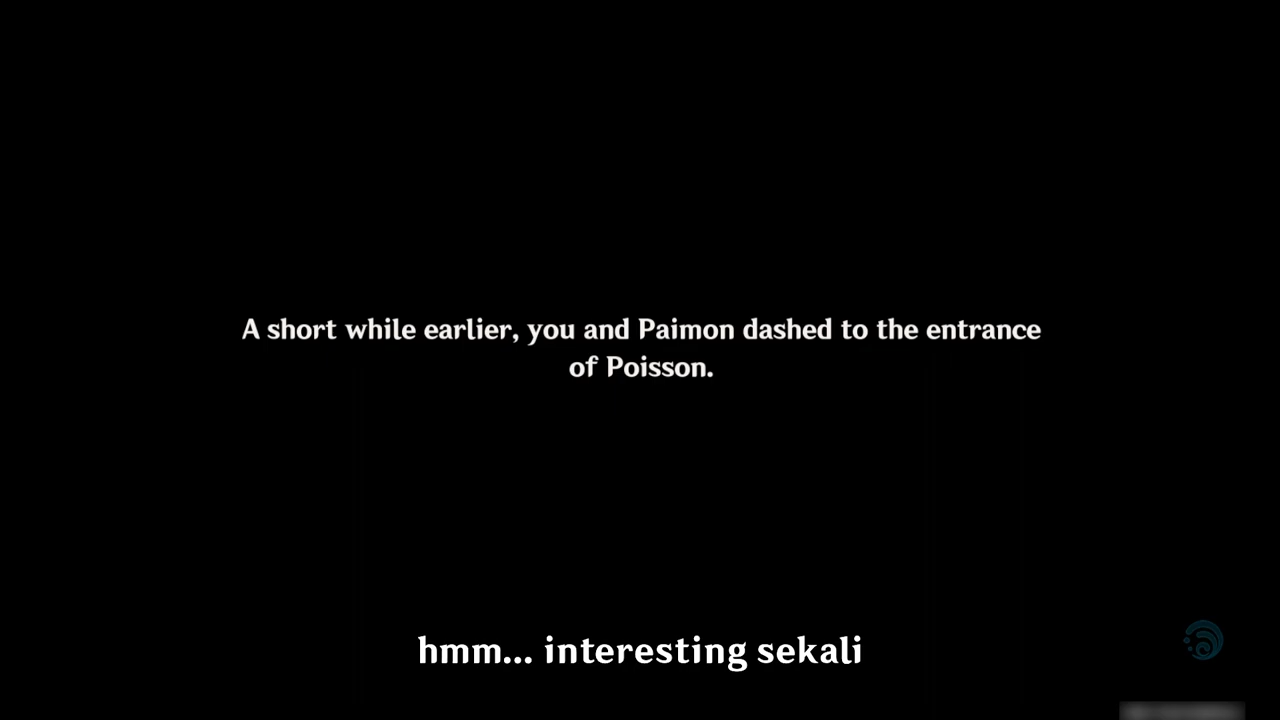 A short while earlier, you and Paimon dashed to the entrance
of Poisson.
hmm... interesting sekali